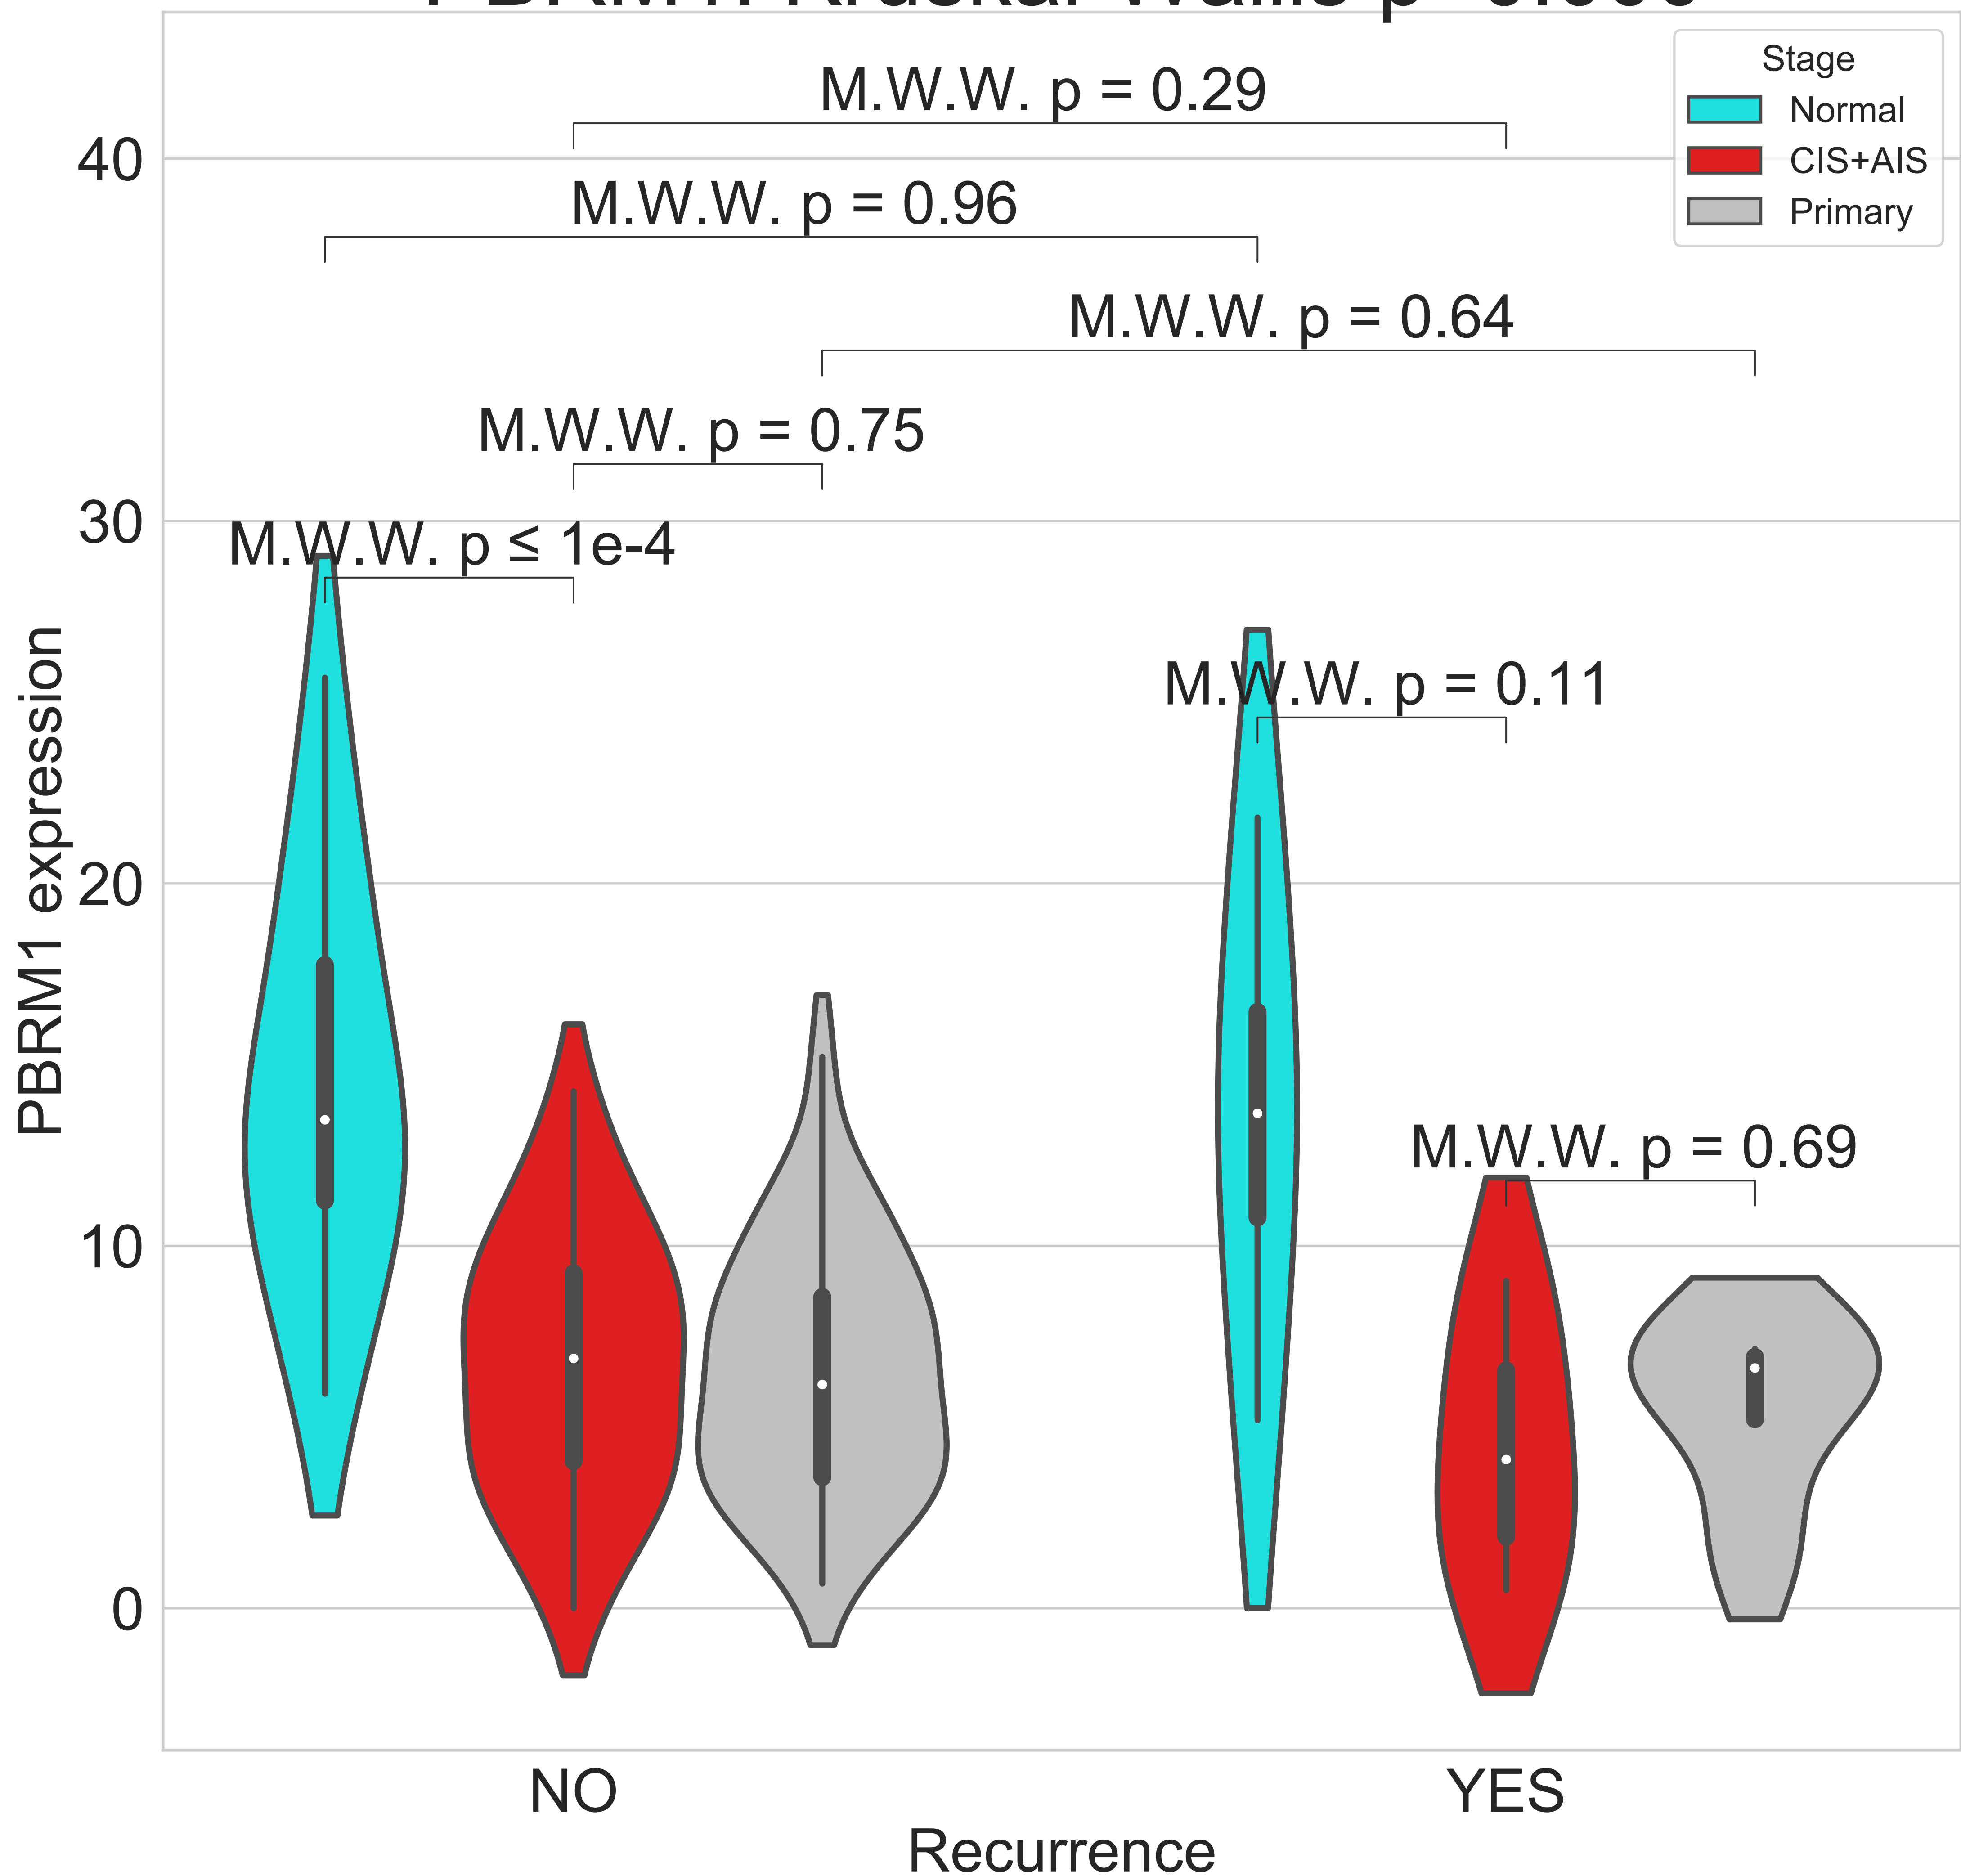 M.W.W. p = 0.29
Stage
Normal
CIS+AIS
Primary
40
M.W.W. p = 0.96
M.W.W. p = 0.64
M.W.W. p = 0.75
30
M.W.W. p ≤ 1e-4
M.W.W. p = 0.11
PBRM1 expression
20
M.W.W. p = 0.69
10
0
NO
YES
Recurrence